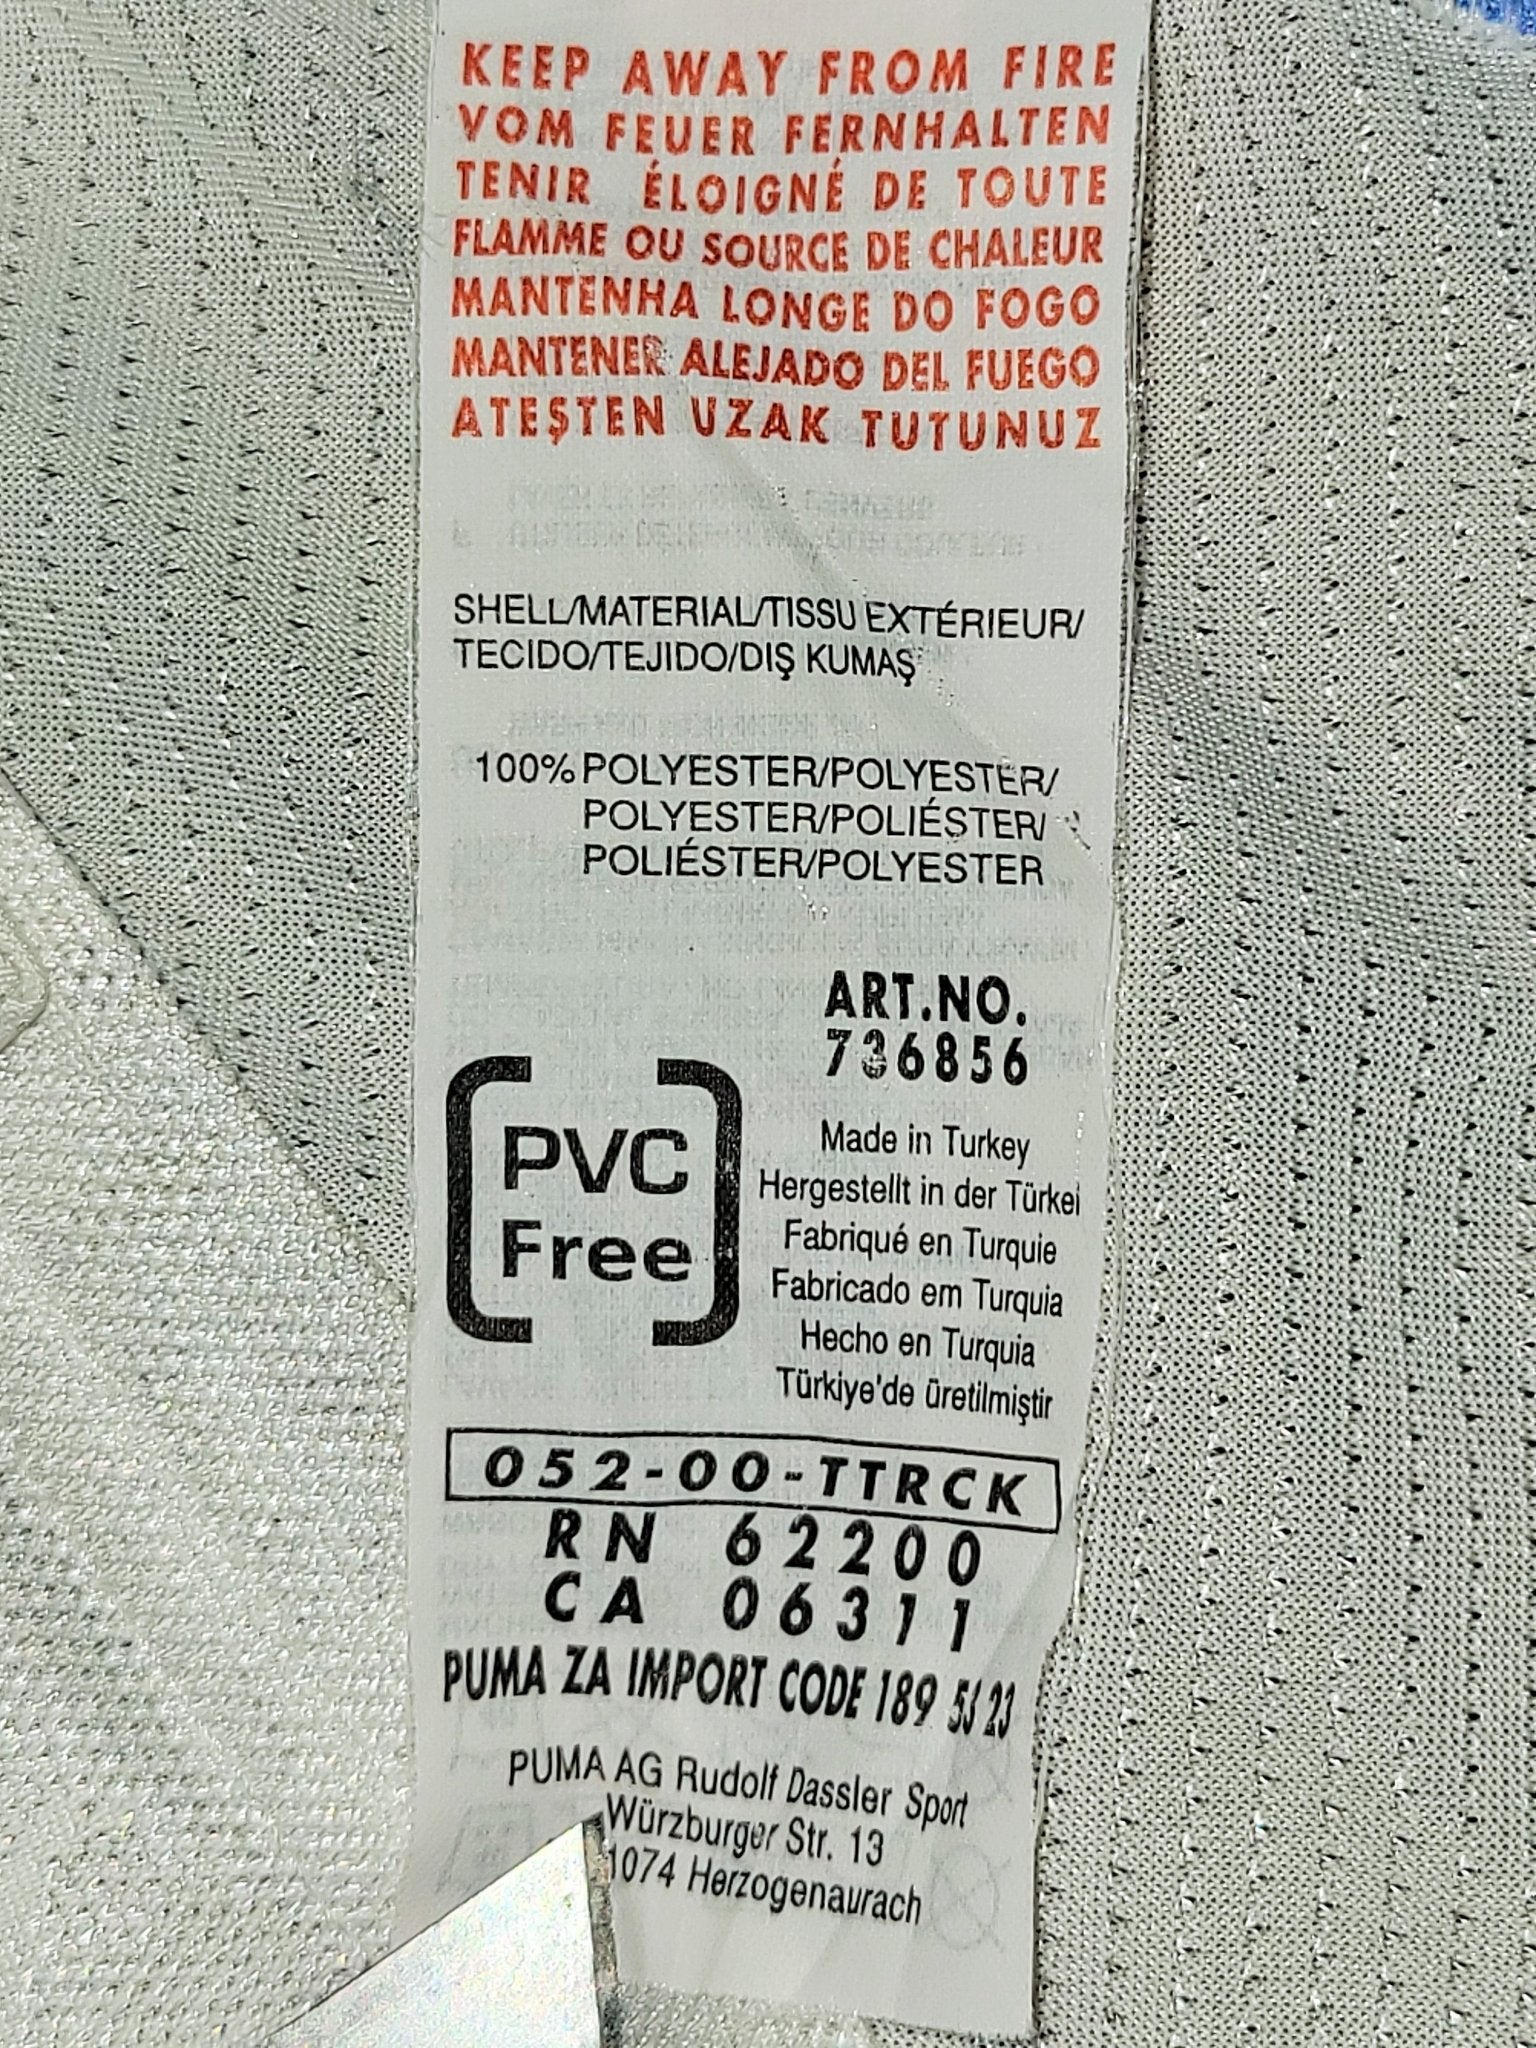 KEEP AWAY FROM FIRE
VOM FEUER FERNHALTEN
TENIR ÉLOIGNÉ DE TOUTE
FLAMME OU SOURCE DE CHALEUR
MANTENHA LONGE DO FOGO
MANTENER ALEJADO DEL FUEGO
ATEŞTEN UZAK TUTUNUZ
SHELL/MATERIAL/TISSU EXTÉRIEUR/
TECIDO/TEJIDO/DIŞ KUMAŞ
100% POLYESTER/POLYESTER/
POLYESTER/POLIÉSTER/
POLIÉSTER/POLYESTER
ART.NO.
736856
PVC
Free
Made in Turkey
Hergestellt in der Türkei
Fabriqué en Turquie
Fabricado em Turquia
Hecho en Turquia
Türkiye'de üretilmiştir
052-00-TTRCK
RN 62200
CA 06311
PUMA ZA IMPORT CODE 189 23
PUMA AG Rudolf Dassler Sport
Würzburger Str. 13
1074 Herzogenaurach